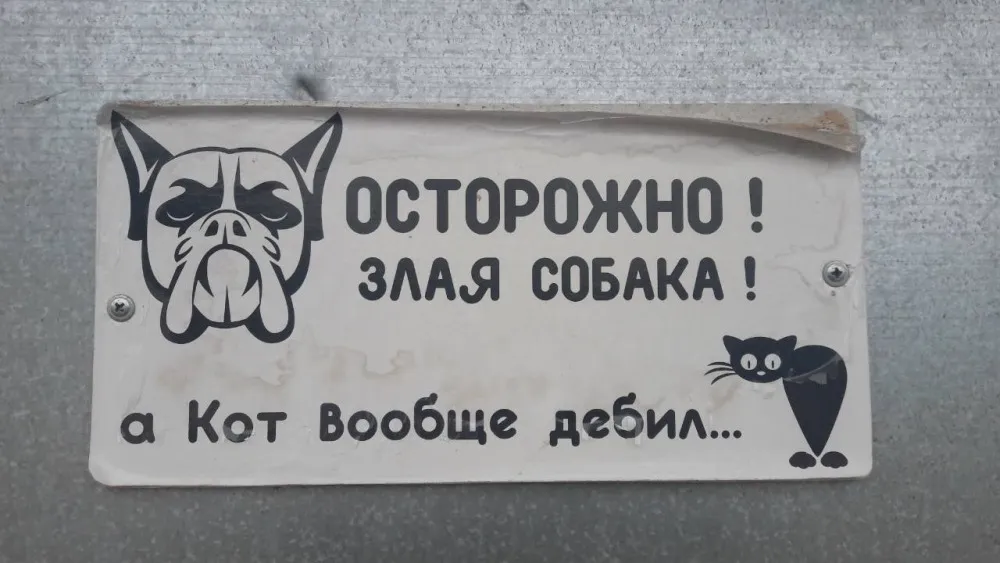 ОСТОРОЖНО !
ЗЛАЯ СОБАКА !
а Кот Вообще дебил...